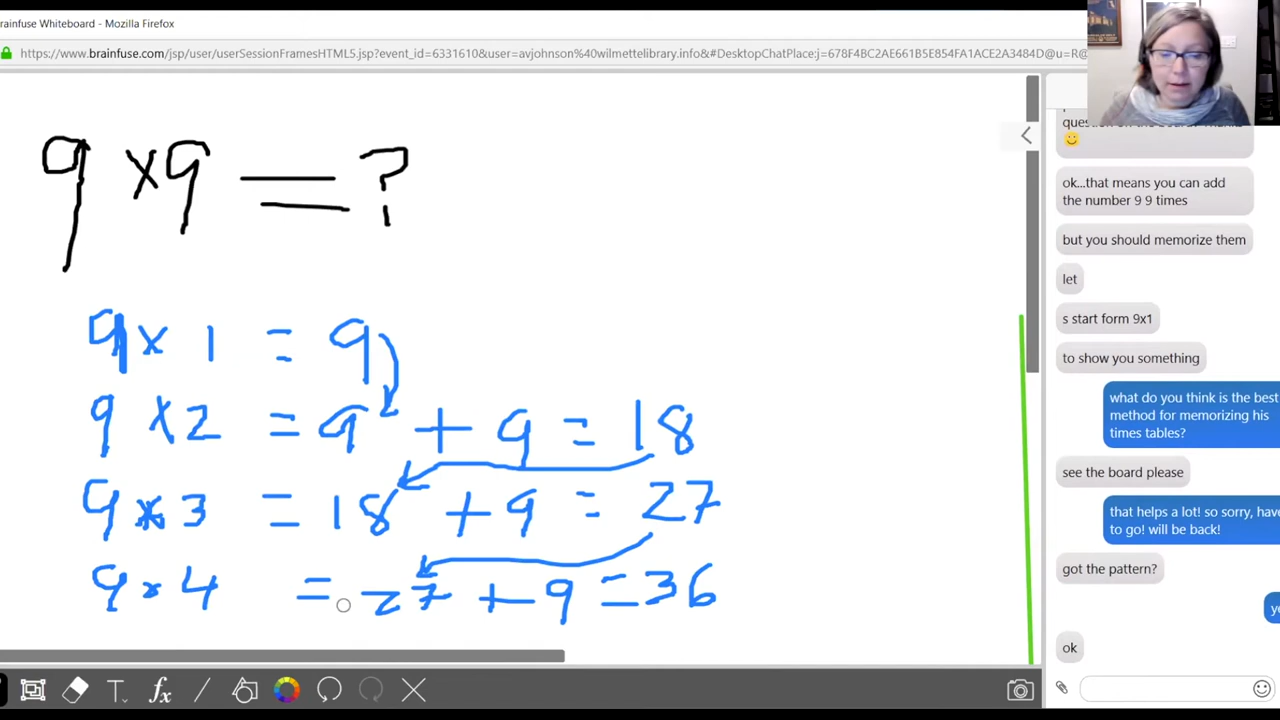 rainfuse Whiteboard - Mozilla Firefox
https://www.brainfuse.com/jsp/user/userSessionFramesHTML5.jsp?event_id=6331610&user=avjohnson%40wilmettelibrary.info&#DesktopChatPlace;j=678F4BC2AE661B5E854FA1ACE2A3484D@u=R@
9 x 9 = ?
9 x 1 = 9
9 x 2 = 9 + 9 = 18
9 x 3 = 18 + 9 = 27
9 x 4 = 27 + 9 = 36
ok...that means you can add
the number 9 9 times
but you should memorize them
let
s start form 9x1
to show you something
what do you think is the best
method for memorizing his
times tables?
see the board please
that helps a lot! so sorry, have
to go! will be back!
got the pattern?
ye
ok
T
fx